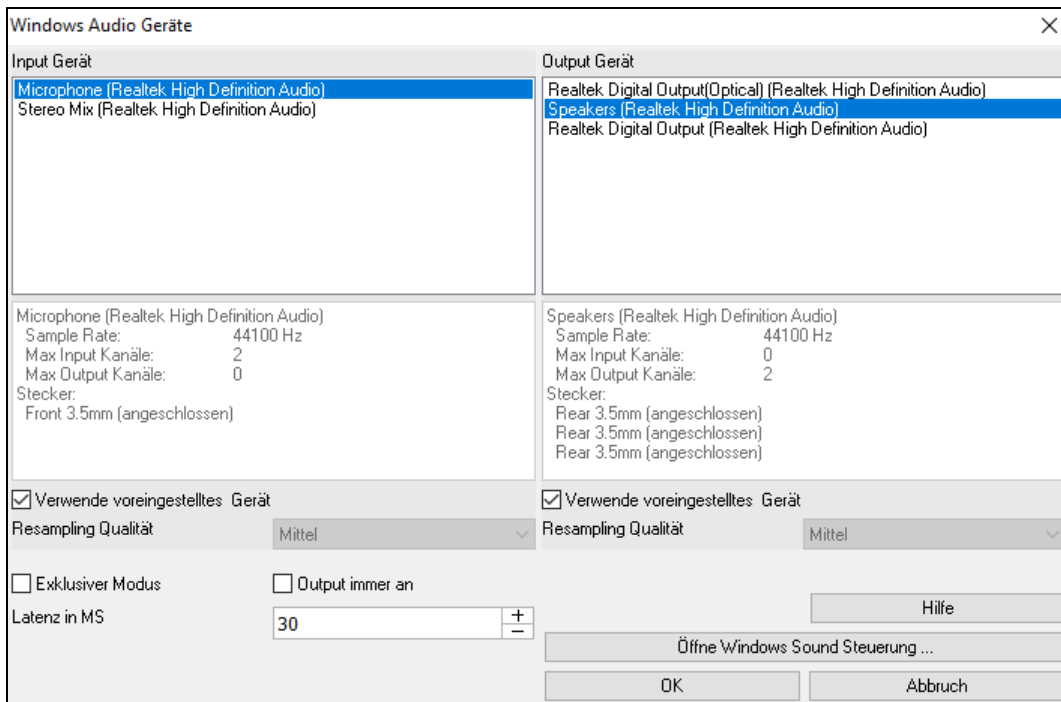 Windows Audio Geräte
Input Gerät
Microphone (Realtek High Definition Audio)
Stereo Mix (Realtek High Definition Audio)
Output Gerät
Realtek Digital Output(Optical) (Realtek High Definition Audio)
Speakers (Realtek High Definition Audio)
Realtek Digital Output (Realtek High Definition Audio)
Microphone (Realtek High Definition Audio)
Sample Rate: 44100 Hz
Max Input Kanäle: 2
Max Output Kanäle: 0
Stecker:
Front 3.5mm (angeschlossen)
Speakers (Realtek High Definition Audio)
Sample Rate: 44100 Hz
Max Input Kanäle: 0
Max Output Kanäle: 2
Stecker:
Rear 3.5mm (angeschlossen)
Rear 3.5mm (angeschlossen)
Rear 3.5mm (angeschlossen)
Verwende voreingestelltes Gerät
Resampling Qualität Mittel
Verwende voreingestelltes Gerät
Resampling Qualität Mittel
Exklusiver Modus
Output immer an
Latenz in MS 30
Hilfe
Öffne Windows Sound Steuerung ...
OK
Abbruch